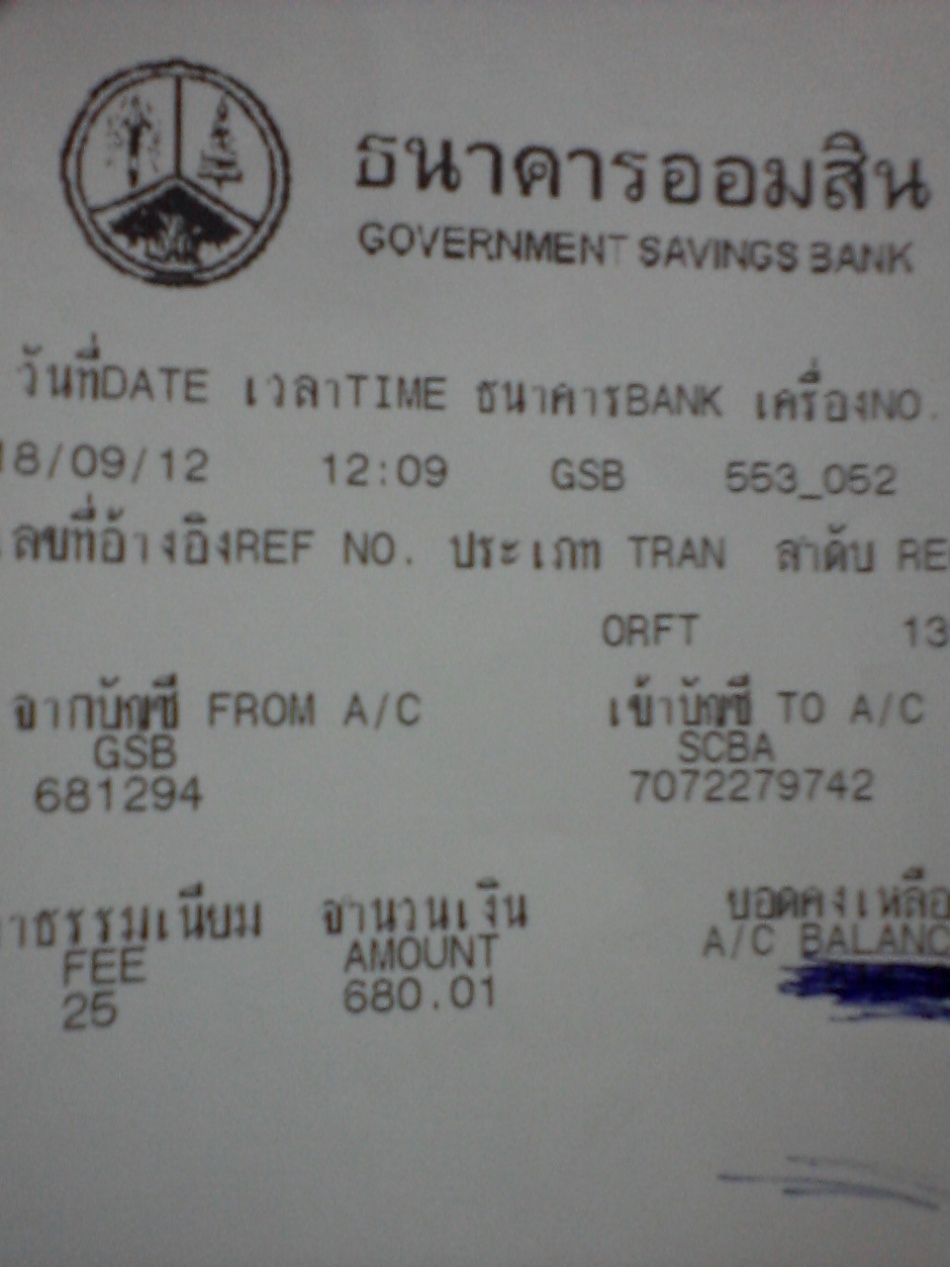 ธนาคารออมสิน
GOVERNMENT SAVINGS BANK
วันที่DATE เวลาTIME ธนาคารBANK เครื่องNO.
18/09/12 12:09 GSB 553_052
เลขที่อ้างอิงREF NO. ประเภท TRAN ลำดับ RE
ORFT 13
จากบัญชี FROM A/C เข้าบัญชี TO A/C
GSB SCBA
681294 7072279742
าธรรมเนียม จำนวนเงิน ยอดคงเหลือ
FEE AMOUNT A/C BALANC
25 680.01